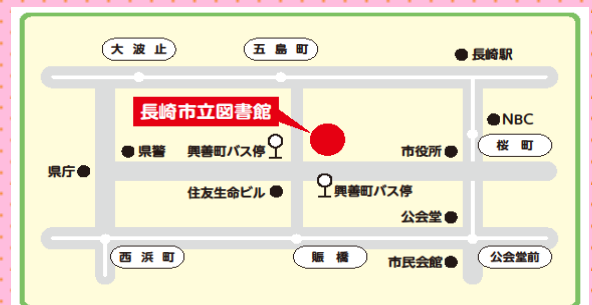 大波止
五島町
長崎駅
長崎市立図書館
NBC
県警
興善町バス停
市役所
桜町
県庁
住友生命ビル
興善町バス停
公会堂
西浜町
賑橋
市民会館
公会堂前